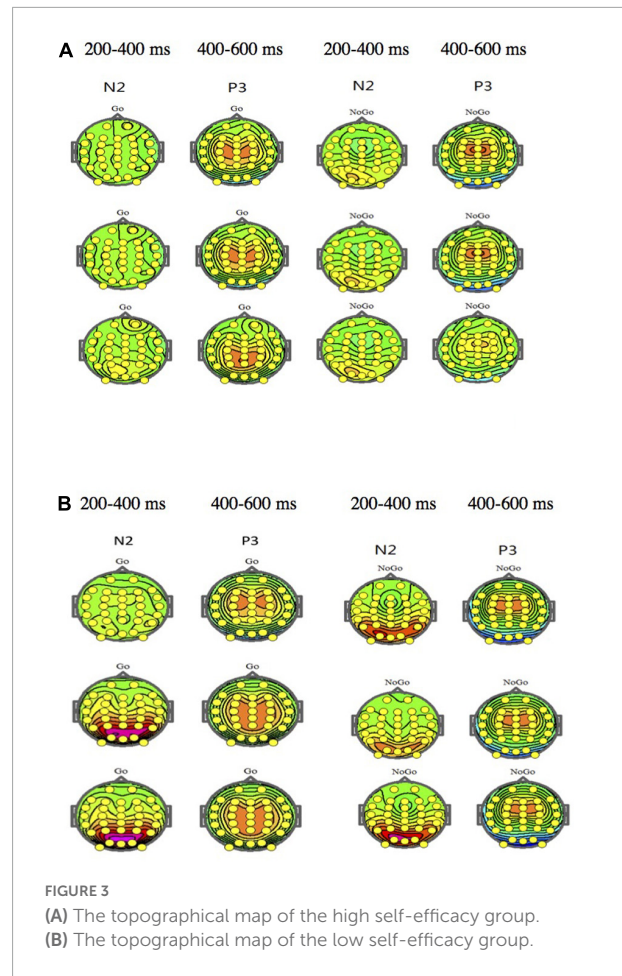 A 200-400 ms 400-600 ms 200-400 ms 400-600 ms
N2 P3 N2 P3
Go Go NoGo NoGo
Go Go NoGo NoGo
Go Go NoGo NoGo
B 200-400 ms 400-600 ms 200-400 ms 400-600 ms
N2 P3 N2 P3
Go Go NoGo NoGo
Go Go NoGo NoGo
Go Go NoGo NoGo
FIGURE 3
(A) The topographical map of the high self-efficacy group.
(B) The topographical map of the low self-efficacy group.